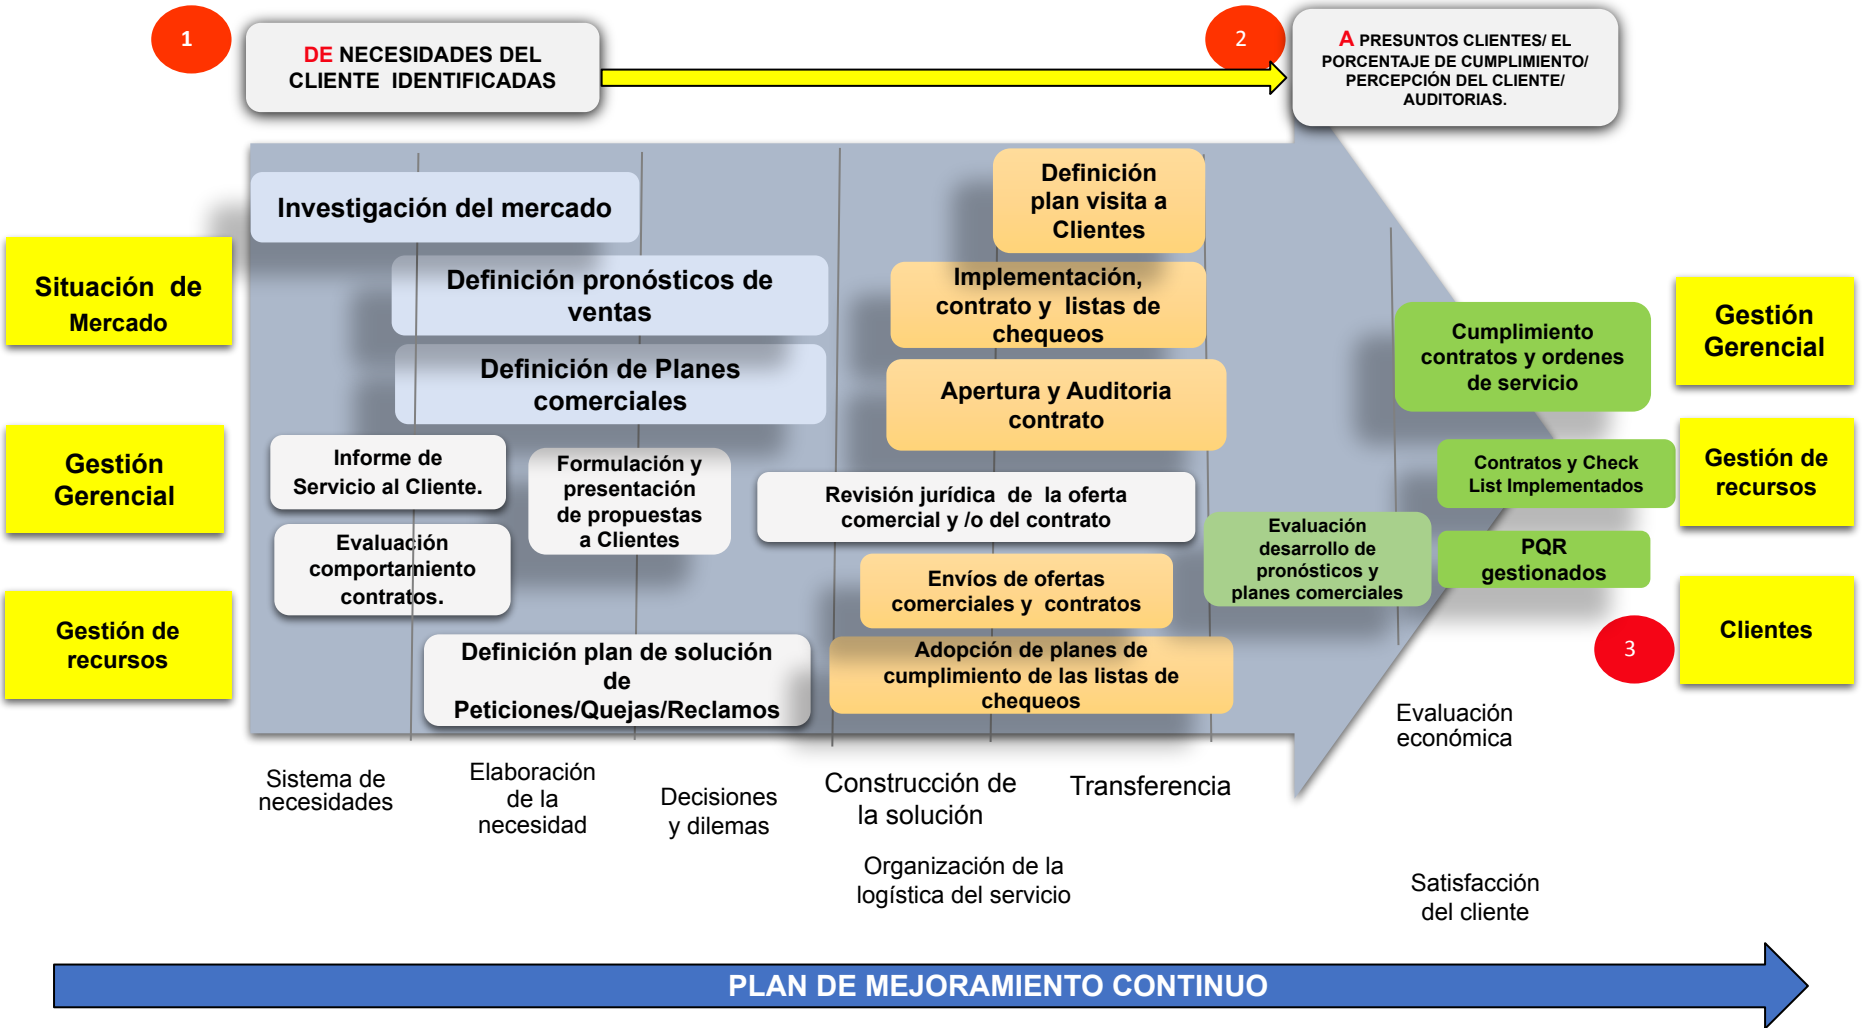 1
DE NECESIDADES DEL
CLIENTE IDENTIFICADAS
2
A PRESUNTOS CLIENTES/ EL
PORCENTAJE DE CUMPLIMIENTO/
PERCEPCIÓN DEL CLIENTE/
AUDITORIAS.
Situación de
Mercado
Gestión
Gerencial
Gestión de
recursos
Investigación del mercado
Definición pronósticos de
ventas
Definición de Planes
comerciales
Informe de
Servicio al Cliente.
Evaluación
comportamiento
contratos.
Formulación y
presentación
de propuestas
a Clientes
Definición plan de solución
de
Peticiones/Quejas/Reclamos
Definición
plan visita a
Clientes
Implementación,
contrato y listas de
chequeos
Apertura y Auditoria
contrato
Revisión jurídica de la oferta
comercial y /o del contrato
Envíos de ofertas
comerciales y contratos
Adopción de planes de
cumplimiento de las listas de
chequeos
Evaluación
desarrollo de
pronósticos y
planes comerciales
Cumplimiento
contratos y ordenes
de servicio
Contratos y Check
List Implementados
PQR
gestionados
Gestión
Gerencial
Gestión de
recursos
3
Clientes
Sistema de
necesidades
Elaboración
de la
necesidad
Decisiones
y dilemas
Construcción de
la solución
Transferencia
Evaluación
económica
Organización de la
logística del servicio
Satisfacción
del cliente
PLAN DE MEJORAMIENTO CONTINUO